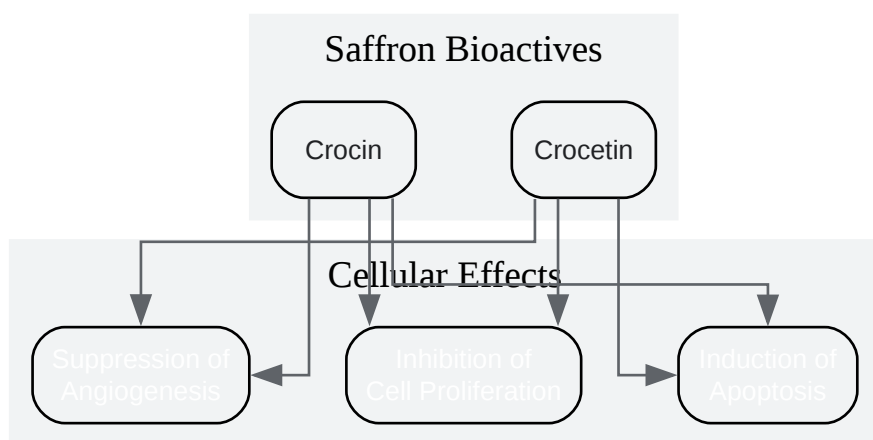 Saffron Bioactives
Crocin
Crocetin
Cellular Effects
Suppression of
Angiogenesis
Inhibition of
Cell Proliferation
Induction of
Apoptosis